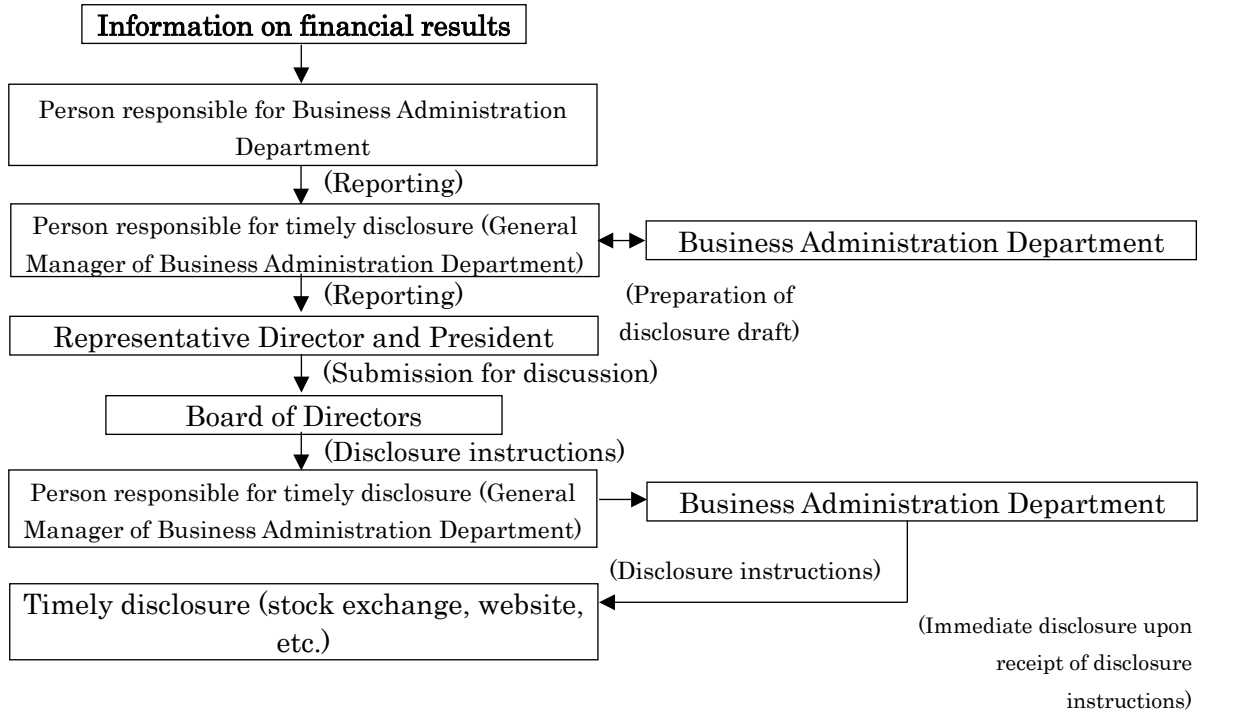 Information on financial results
Person responsible for Business Administration
Department
(Reporting)
Person responsible for timely disclosure (General
Manager of Business Administration Department)
Business Administration Department
(Reporting)
(Preparation of
disclosure draft)
Representative Director and President
(Submission for discussion)
Board of Directors
(Disclosure instructions)
Person responsible for timely disclosure (General
Manager of Business Administration Department)
Business Administration Department
(Disclosure instructions)
Timely disclosure (stock exchange, website,
etc.)
(Immediate disclosure upon
receipt of disclosure
instructions)